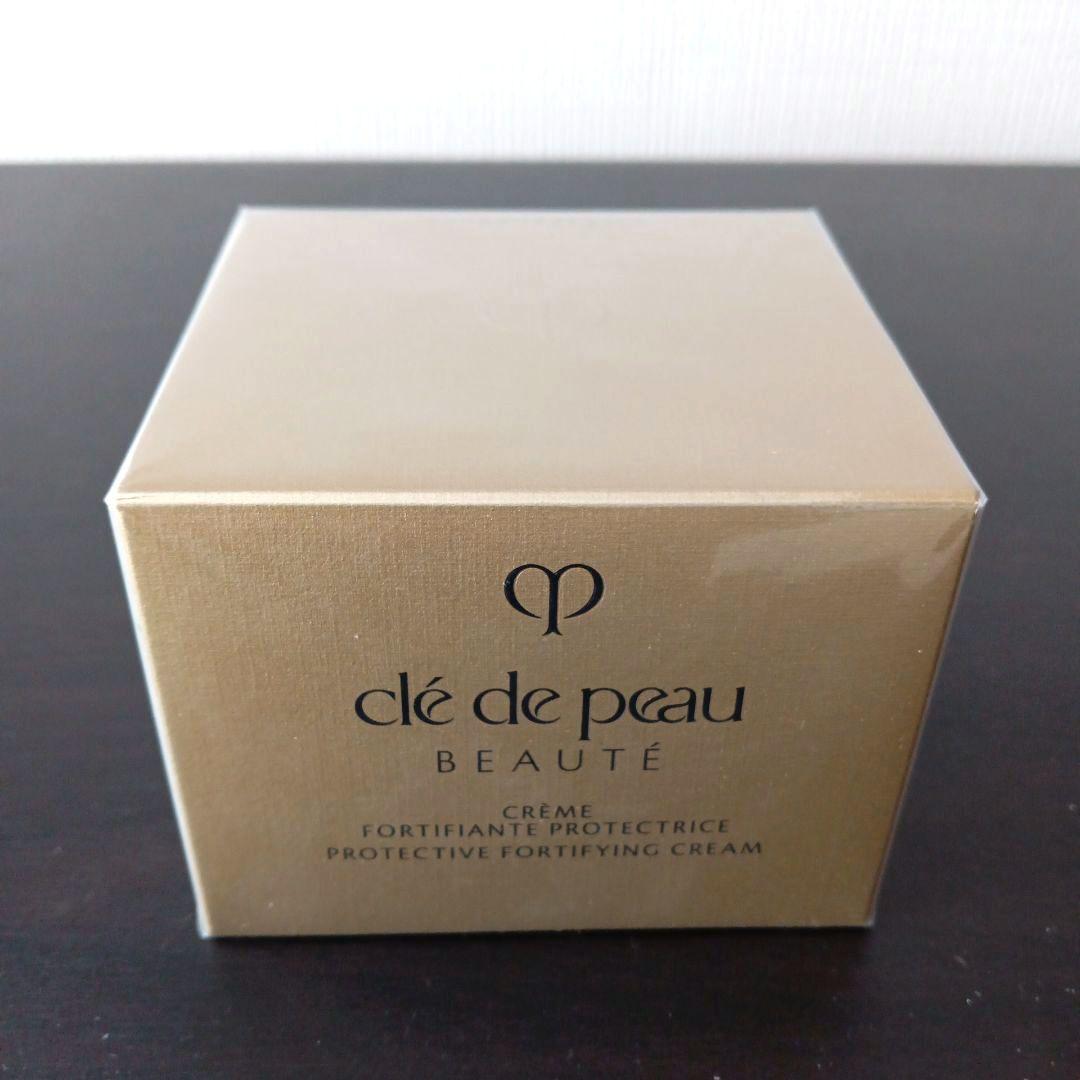 clé de peau
BEAUTÉ
CRÈME
FORTIFIANTE PROTECTRICE
PROTECTIVE FORTIFYING CREAM